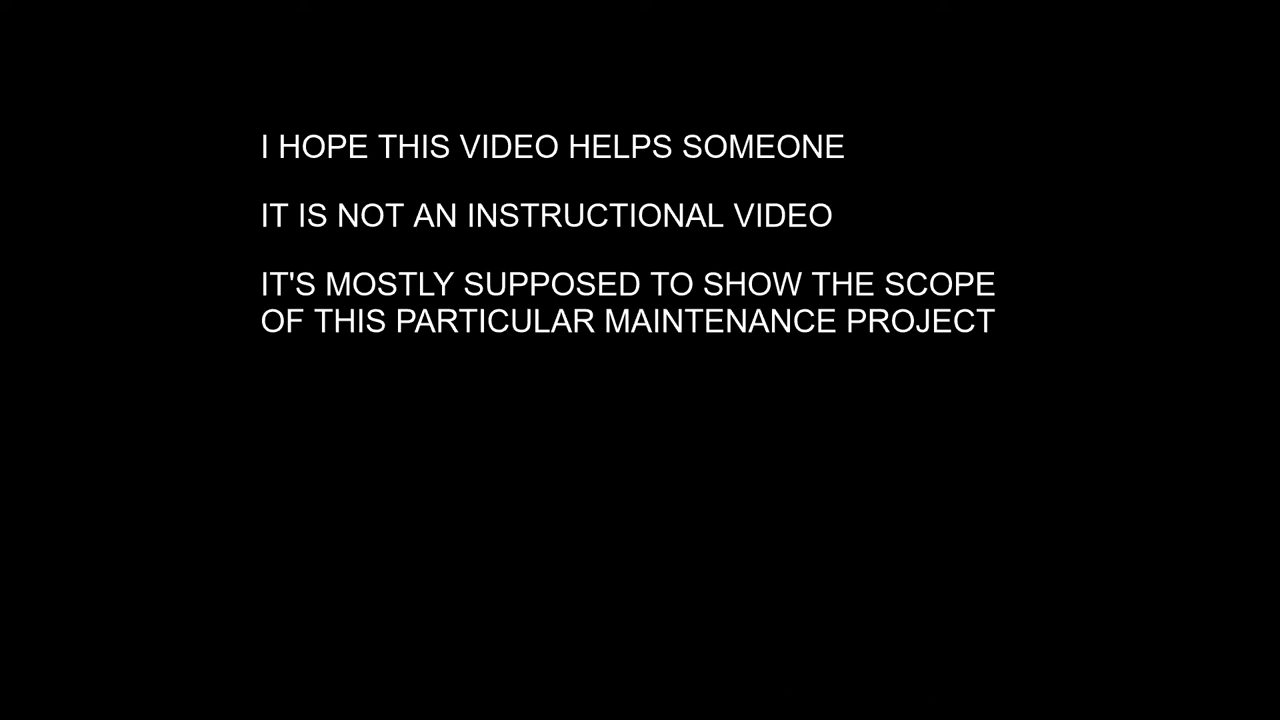 I HOPE THIS VIDEO HELPS SOMEONE
IT IS NOT AN INSTRUCTIONAL VIDEO
IT'S MOSTLY SUPPOSED TO SHOW THE SCOPE
OF THIS PARTICULAR MAINTENANCE PROJECT